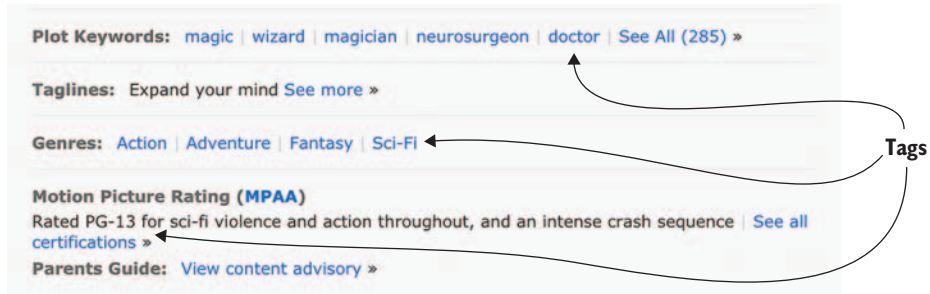 Plot Keywords: magic | wizard | magician | neurosurgeon | doctor | See All (285) »
Taglines: Expand your mind See more »
Genres: Action | Adventure | Fantasy | Sci-Fi
Tags
Motion Picture Rating (MPAA)
Rated PG-13 for sci-fi violence and action throughout, and an intense crash sequence | See all
certifications »
Parents Guide: View content advisory »